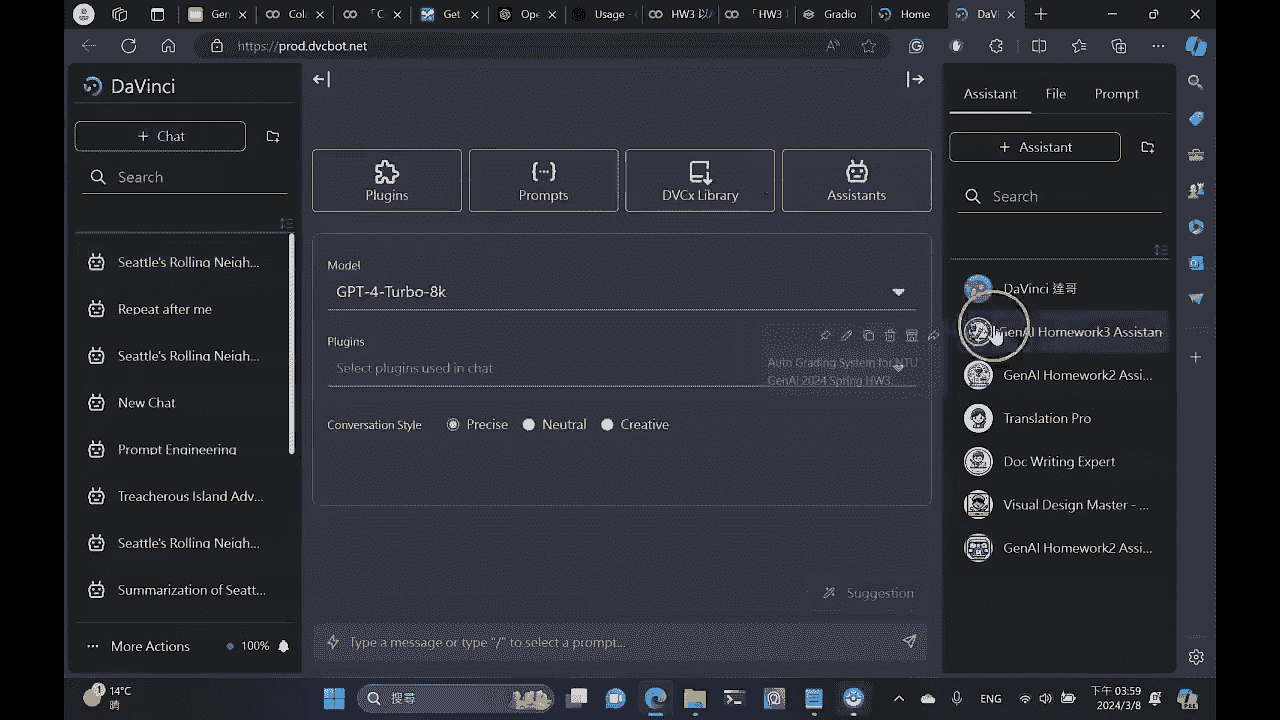 Gen
Cola
「C
Get
Ope
Usage - 
HW3 以
「HW3
Gradio
Home
DaVi
https://prod.dvcbot.net
DaVinci
Chat
Search
Seattle's Rolling Neigh...
Repeat after me
Seattle's Rolling Neigh...
New Chat
Prompt Engineering
Treacherous Island Adv...
Seattle's Rolling Neigh...
Summarization of Seatt...
More Actions
100%
Plugins
Prompts
DVCx Library
Assistants
Model
GPT-4-Turbo-8k
Plugins
Select plugins used in chat
Auto Grading System for NTU
GenAI 2024 Spring HW3.
Conversation Style
Precise
Neutral
Creative
Suggestion
Type a message or type "/" to select a prompt...
Assistant
File
Prompt
Assistant
Search
DaVinci 達哥
GenAI Homework3 Assistan
GenAI Homework2 Assi...
Translation Pro
Doc Writing Expert
Visual Design Master - ...
GenAI Homework2 Assi...
1
14°C
搜尋
ENG
下午 03:59
2024/3/8